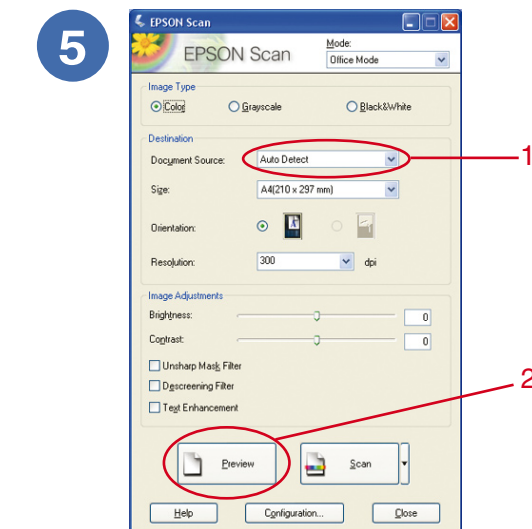 5
EPSON Scan
EPSON Scan
Mode:
Office Mode
Image Type
Color Grayscale Black&White
Destination
Document Source: Auto Detect
1
Size: A4(210 x 297 mm)
Orientation:
Resolution: 300 dpi
Image Adjustments
Brightness: 0
Contrast: 0
Unsharp Mask Filter
Descreening Filter
Text Enhancement
2
Preview Scan
Help Configuration... Close